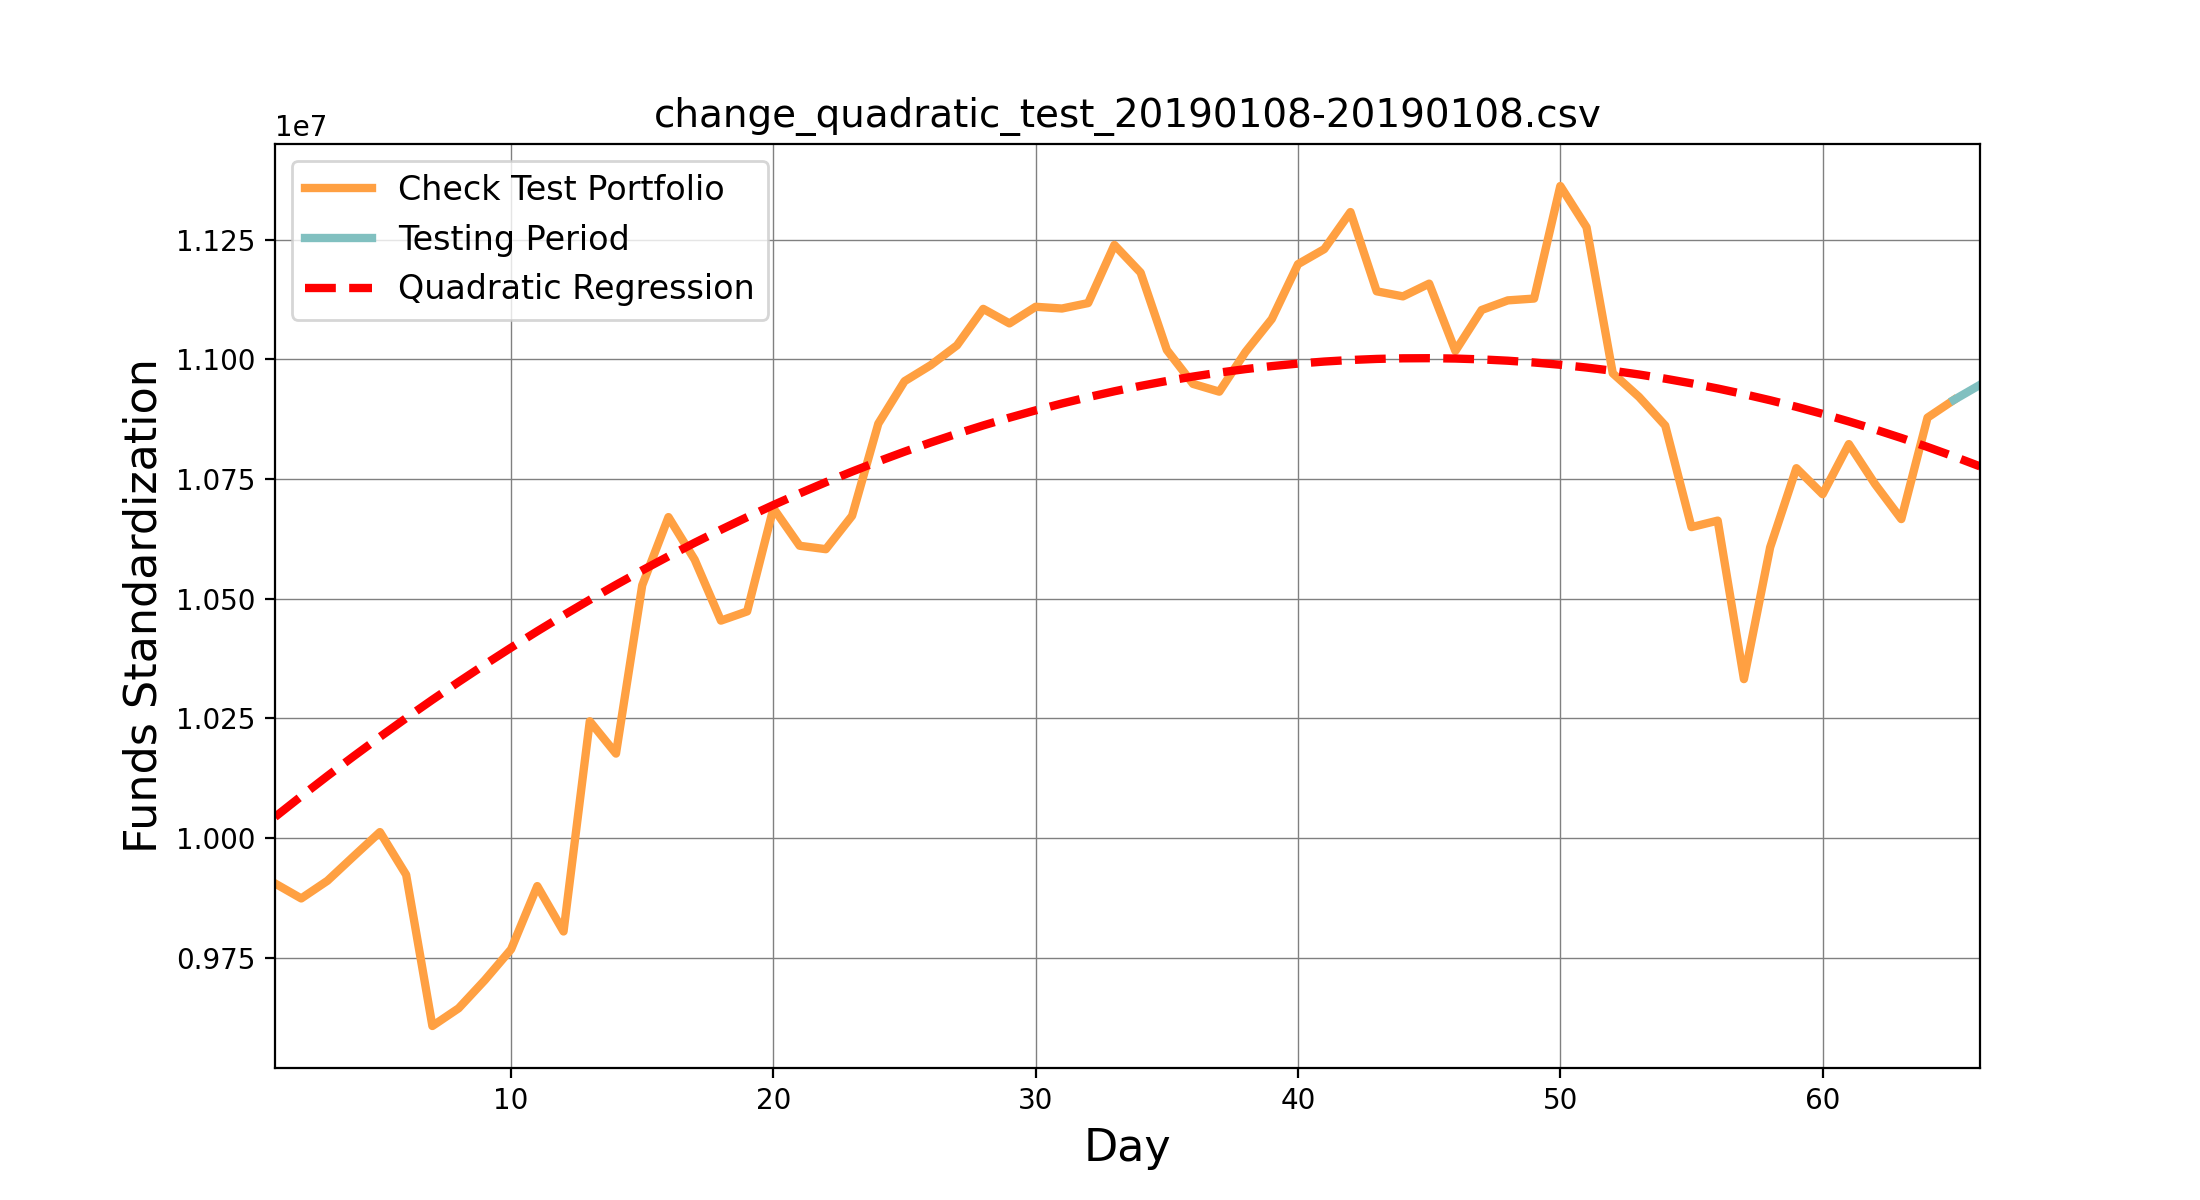 change_quadratic_test_20190108-20190108.csv
1e7
Check Test Portfolio
Testing Period
Quadratic Regression
1.125
1.100
1.075
1.050
1.025
1.000
0.975
Funds Standardization
10 20 30 40 50 60
Day